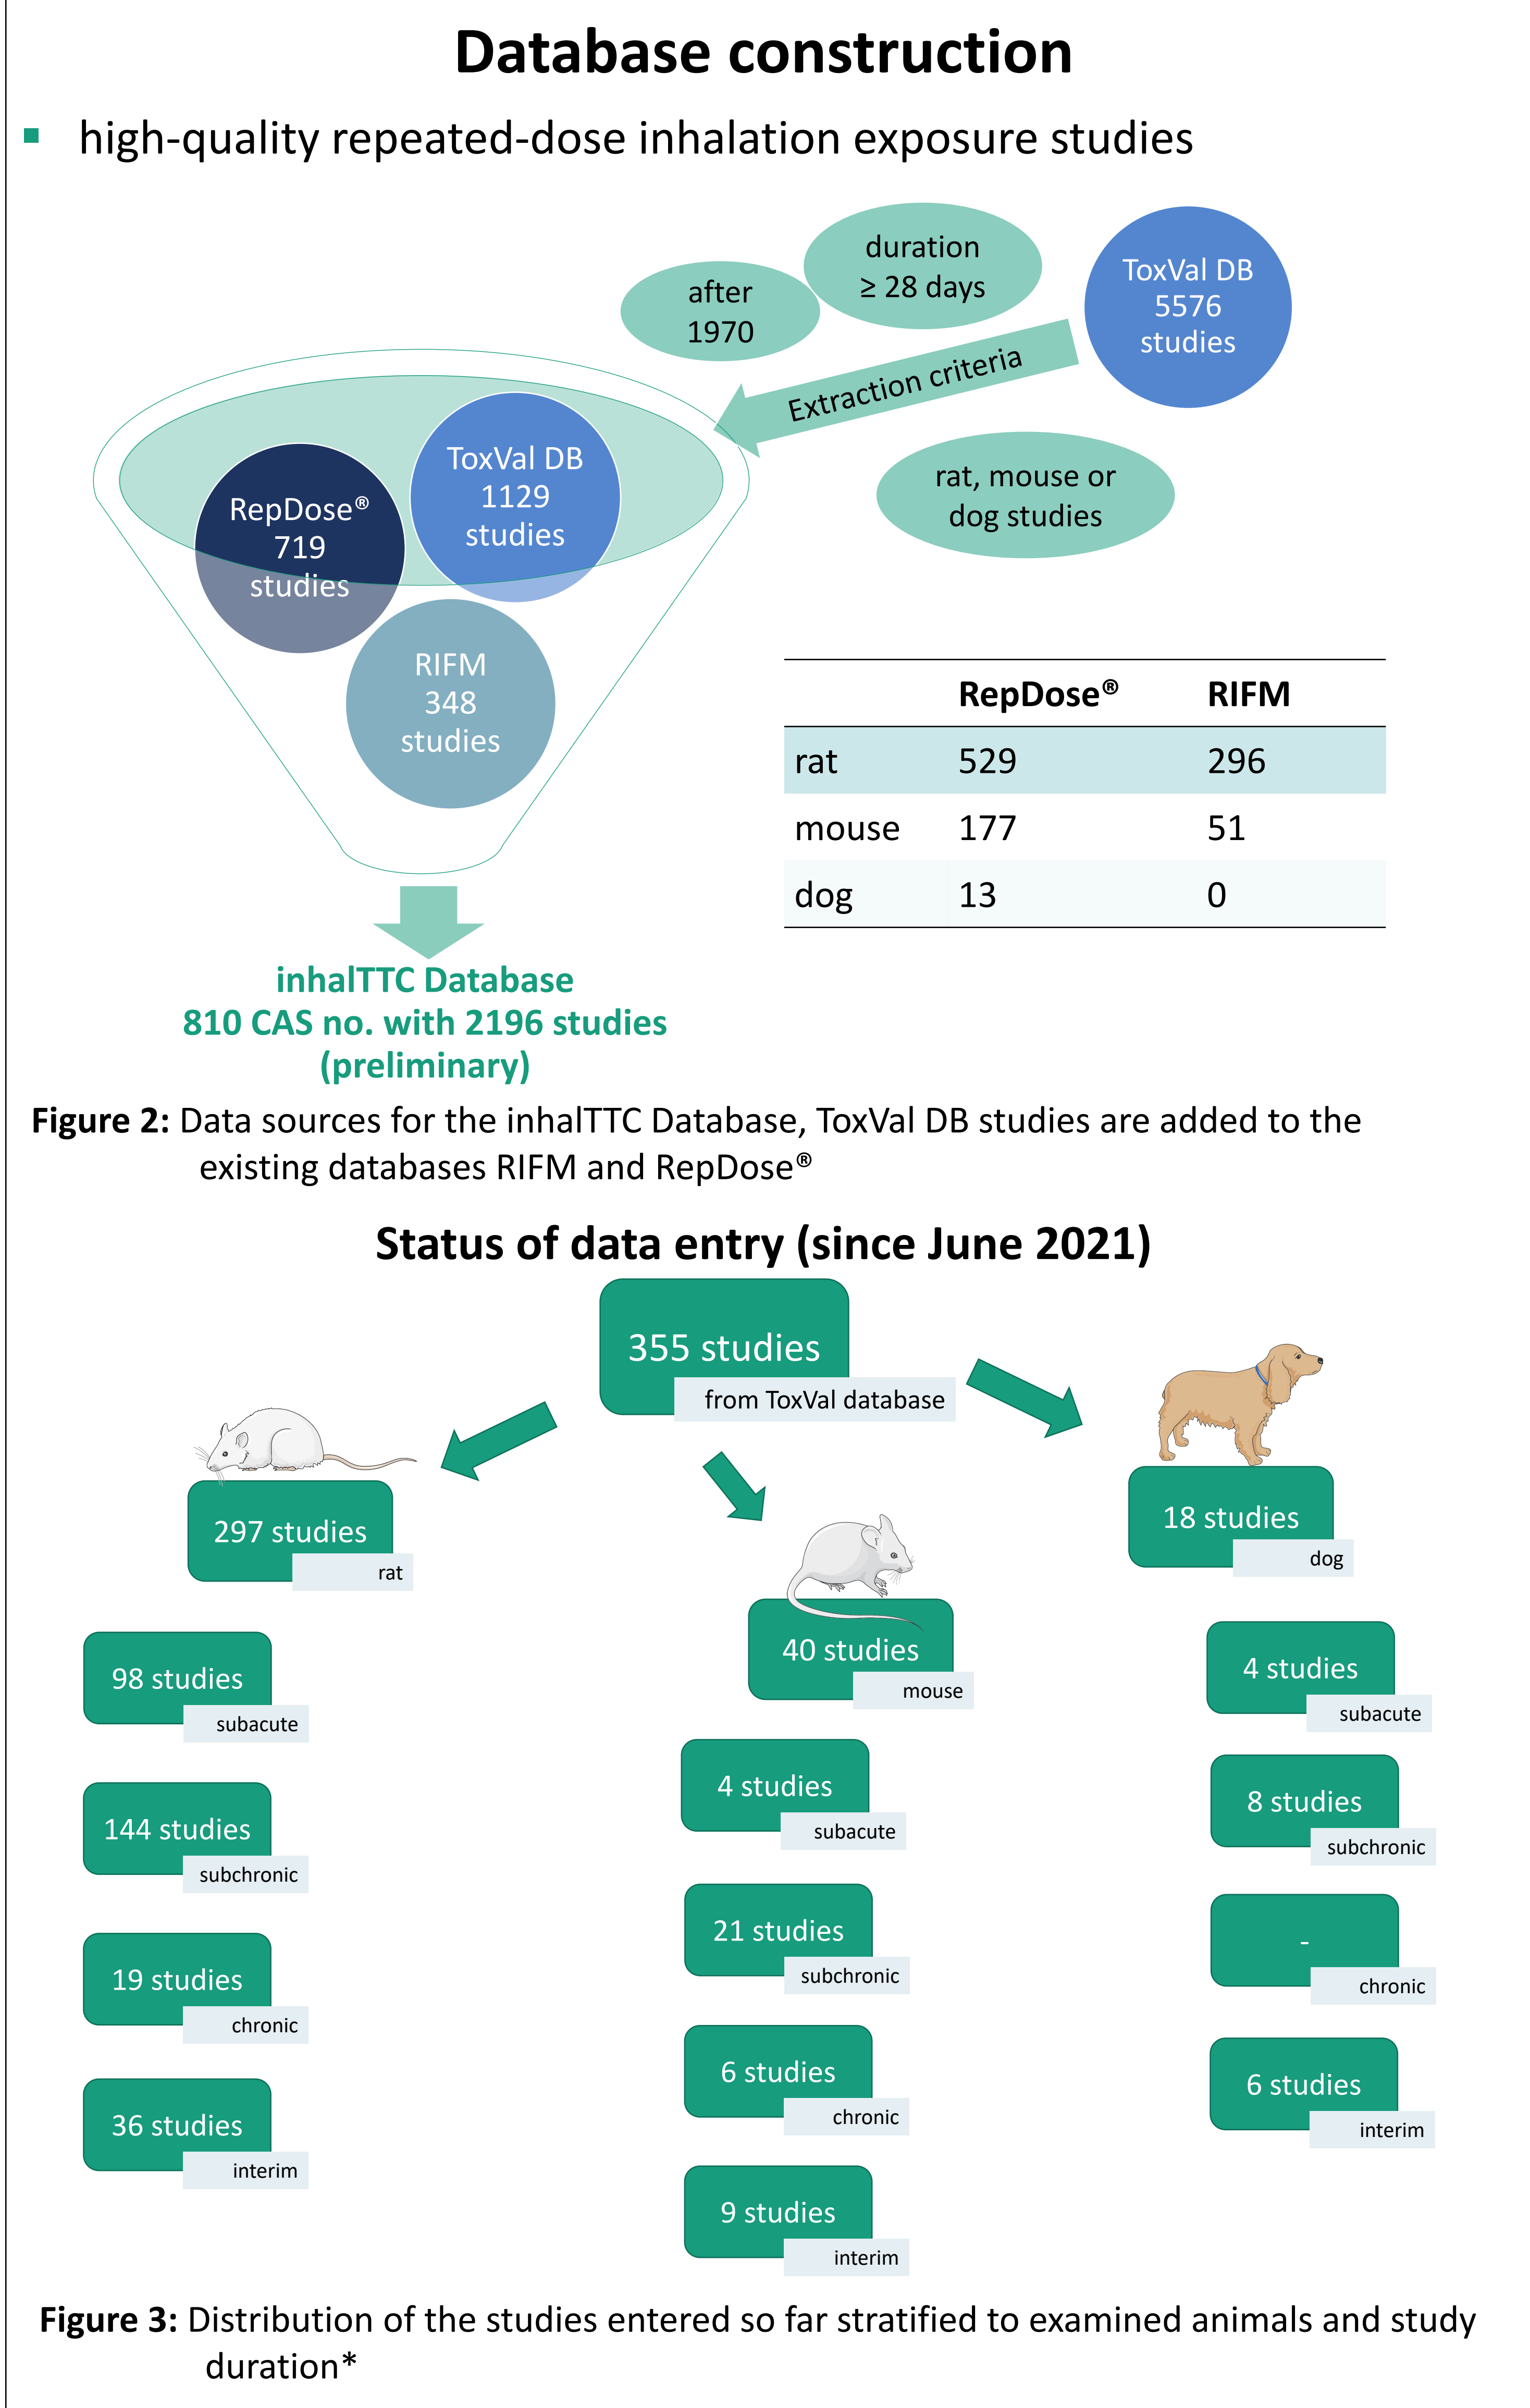 Database construction
▪ high-quality repeated-dose inhalation exposure studies
duration
≥ 28 days
after
1970
ToxVal DB
5576
studies
Extraction criteria
rat, mouse or
dog studies
ToxVal DB
1129
studies
RepDose®
719
studies
RIFM
348
studies
RepDose® RIFM
rat 529 296
mouse 177 51
dog 13 0
inhalTTC Database
810 CAS no. with 2196 studies
(preliminary)
Figure 2: Data sources for the inhalTTC Database, ToxVal DB studies are added to the
existing databases RIFM and RepDose®
Status of data entry (since June 2021)
355 studies
from ToxVal database
297 studies
rat
98 studies
subacute
144 studies
subchronic
19 studies
chronic
36 studies
interim
40 studies
mouse
4 studies
subacute
21 studies
subchronic
6 studies
chronic
9 studies
interim
18 studies
dog
4 studies
subacute
8 studies
subchronic
-
chronic
6 studies
interim
Figure 3: Distribution of the studies entered so far stratified to examined animals and study
duration*